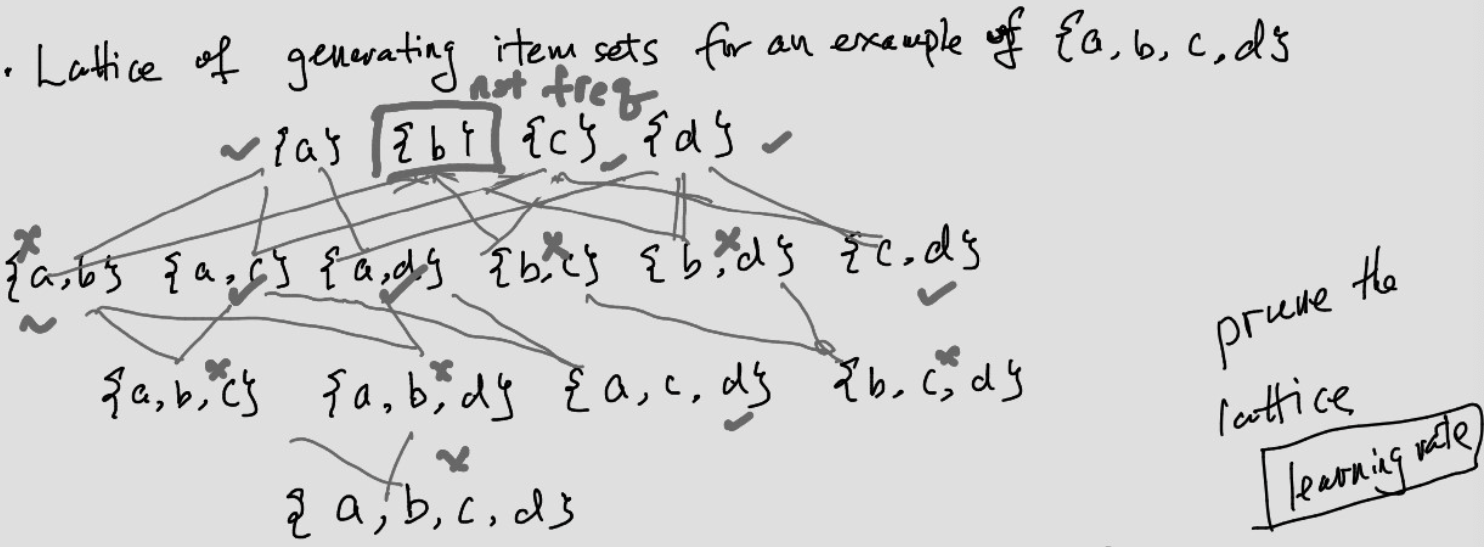 • Lattice of generating item sets for an example of {a, b, c, d}
not freq
{a} {b} {c} {d}
{a,b} {a,c} {a,d} {b,c} {b,d} {c,d}
{a,b,c} {a,b,d} {a,c,d} {b,c,d}
{a,b,c,d}
prune the
lattice
learning rate